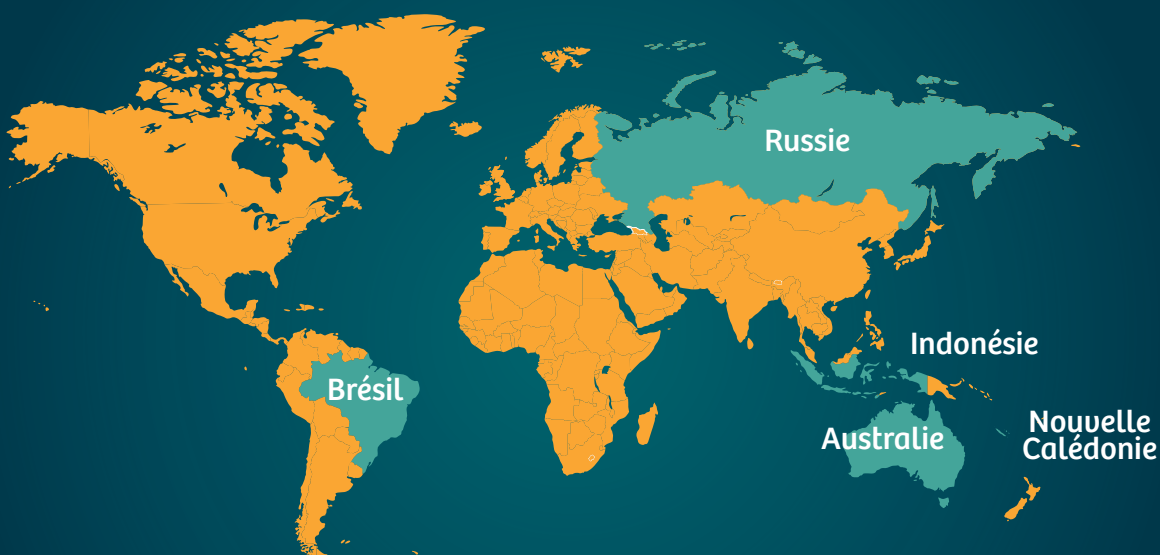 Russie
Indonésie
Brésil
Nouvelle
Calédonie
Australie